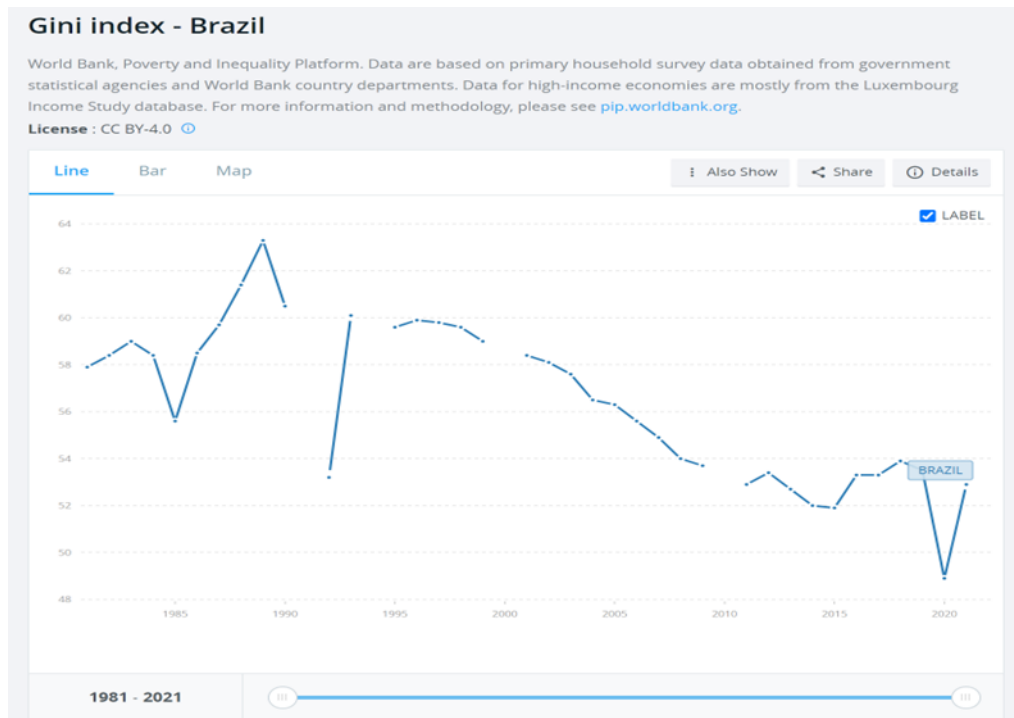 Gini index - Brazil
World Bank, Poverty and Inequality Platform. Data are based on primary household survey data obtained from government
statistical agencies and World Bank country departments. Data for high-income economies are mostly from the Luxembourg
Income Study database. For more information and methodology, please see pip.worldbank.org.
License : CC BY-4.0
Line Bar Map Also Show Share Details
LABEL
64
62
60
58
56
54
BRAZIL
52
50
48
1985 1990 1995 2000 2005 2010 2015 2020
1981 - 2021